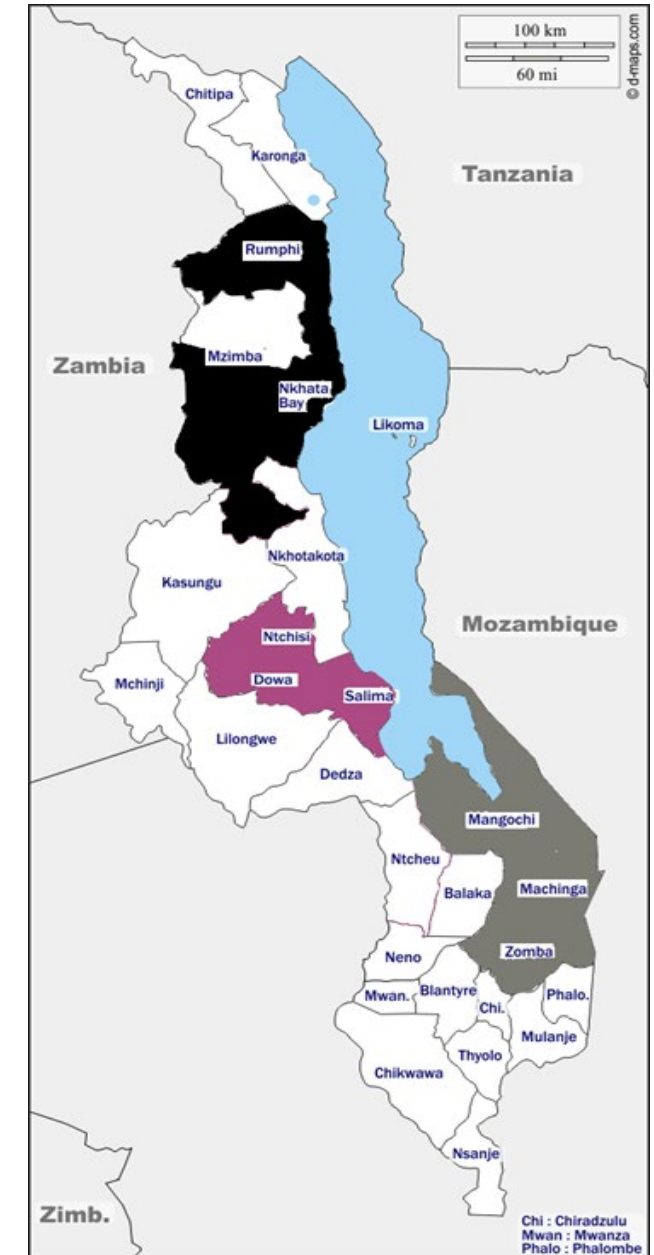 100 km
60 mi
© d-maps.com
Chitipa
Karonga
Tanzania
Rumphi
Mzimba
Zambia
Nkhata
Bay
Likoma
Nkhotakota
Kasungu
Ntchisi
Mozambique
Dowa
Mchinji
Salima
Lilongwe
Dedza
Mangochi
Ntcheu
Balaka
Machinga
Zomba
Neno
Mwan.
Blantyre
Chi.
Phalo.
Mulanje
Thyolo
Chikwawa
Nsanje
Zimb.
Chi : Chiradzulu
Mwan : Mwanza
Phalo : Phalombe